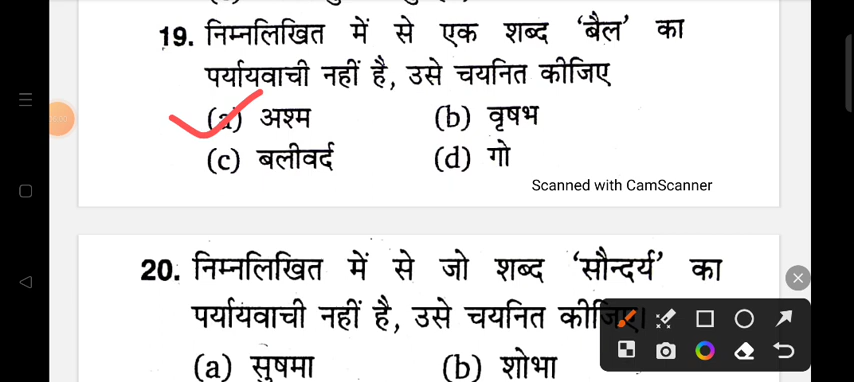 19. निम्नलिखित में से एक शब्द ‘बैल’ का
पर्यायवाची नहीं है, उसे चयनित कीजिए
(a) अश्म (b) वृषभ
(c) बलीवर्द (d) गो
Scanned with CamScanner
20. निम्नलिखित में से जो शब्द ‘सौन्दर्य’ का
पर्यायवाची नहीं है, उसे चयनित कीजिए।
(a) सुषमा (b) शोभा